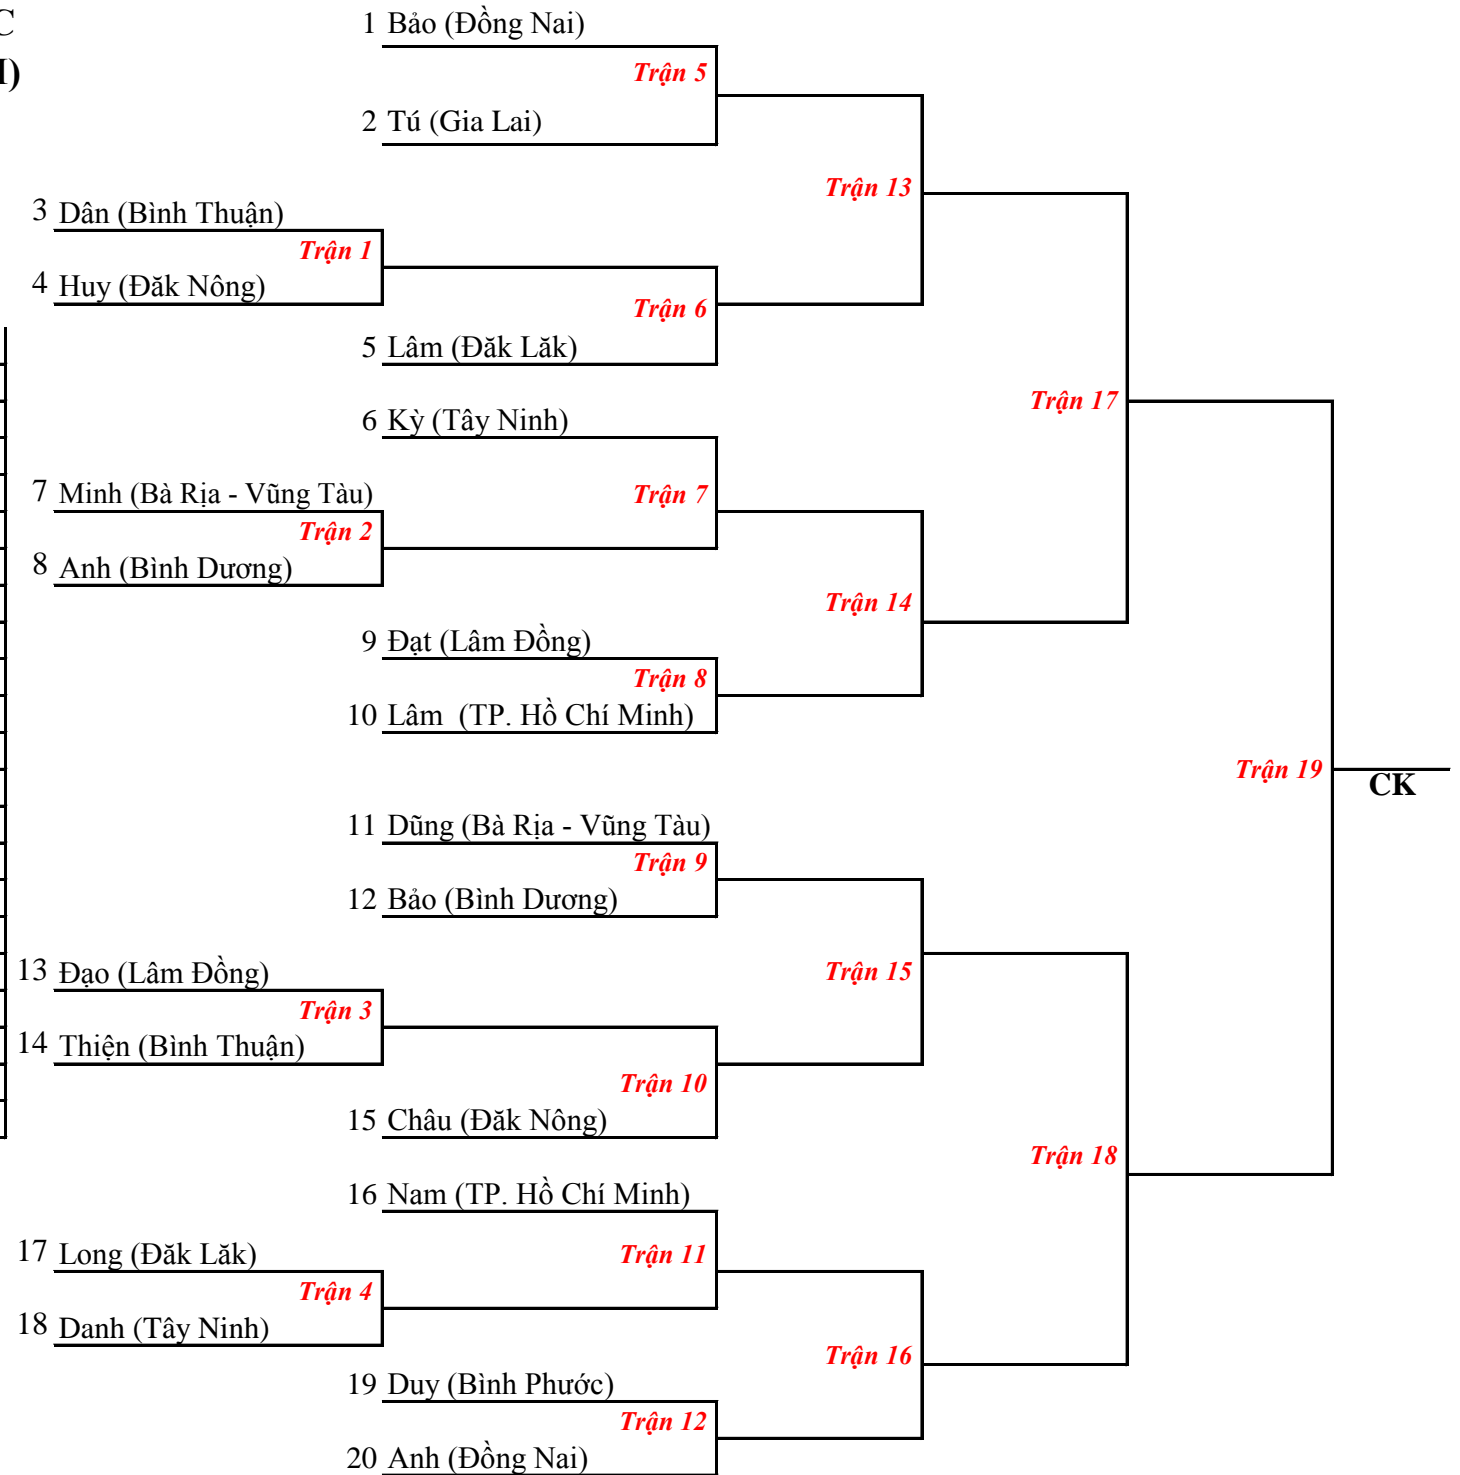 C
1 Bảo (Đồng Nai)
I)
Trận 5
2 Tú (Gia Lai)
Trận 13
3 Dân (Bình Thuận)
Trận 1
4 Huy (Đăk Nông)
Trận 6
5 Lâm (Đăk Lăk)
Trận 17
6 Kỳ (Tây Ninh)
7 Minh (Bà Rịa - Vũng Tàu)
Trận 7
Trận 2
8 Anh (Bình Dương)
Trận 14
9 Đạt (Lâm Đồng)
Trận 8
10 Lâm (TP. Hồ Chí Minh)
Trận 19
CK
11 Dũng (Bà Rịa - Vũng Tàu)
Trận 9
12 Bảo (Bình Dương)
13 Đạo (Lâm Đồng)
Trận 15
Trận 3
14 Thiện (Bình Thuận)
Trận 10
15 Châu (Đăk Nông)
Trận 18
16 Nam (TP. Hồ Chí Minh)
17 Long (Đăk Lăk)
Trận 11
Trận 4
18 Danh (Tây Ninh)
Trận 16
19 Duy (Bình Phước)
Trận 12
20 Anh (Đồng Nai)